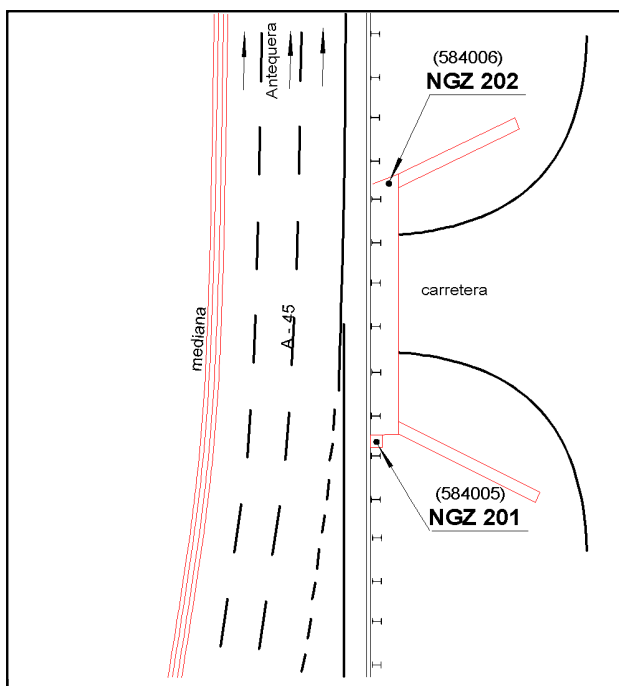 (584006)
NGZ 202
Antequera
carretera
mediana
A - 45
(584005)
NGZ 201